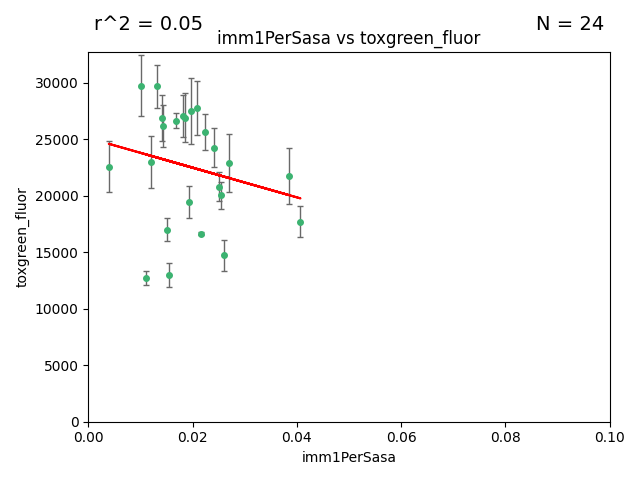 r^2 = 0.05
N = 24
imm1PerSasa vs toxgreen_fluor
30000
25000
20000
15000
10000
5000
0
toxgreen_fluor
0.00 0.02 0.04 0.06 0.08 0.10
imm1PerSasa